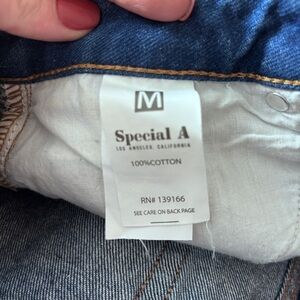 M
Special A
LOS ANGELES, CALIFORNIA
100%COTTON
RN# 139166
SEE CARE ON BACK PAGE